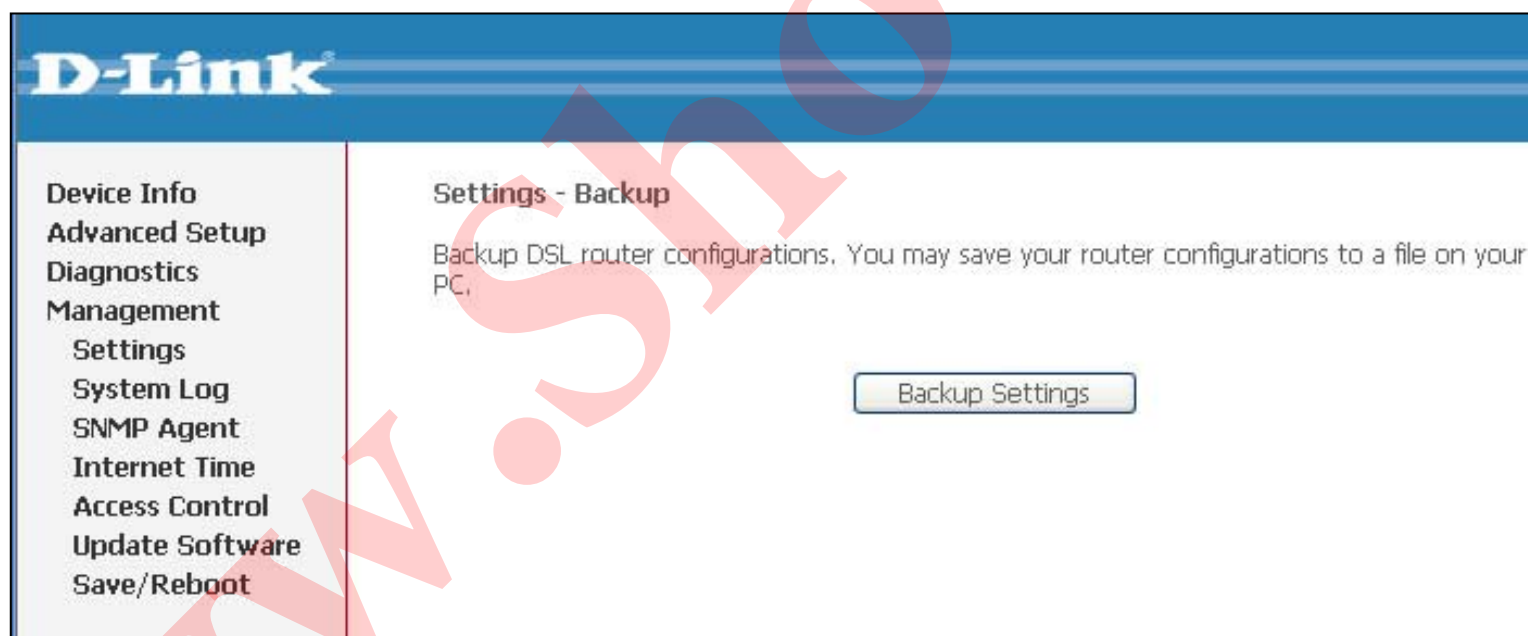 D-Link
Device Info
Advanced Setup
Diagnostics
Management
Settings
System Log
SNMP Agent
Internet Time
Access Control
Update Software
Save/Reboot
Settings - Backup
Backup DSL router configurations. You may save your router configurations to a file on your
PC.
Backup Settings
w.Sho